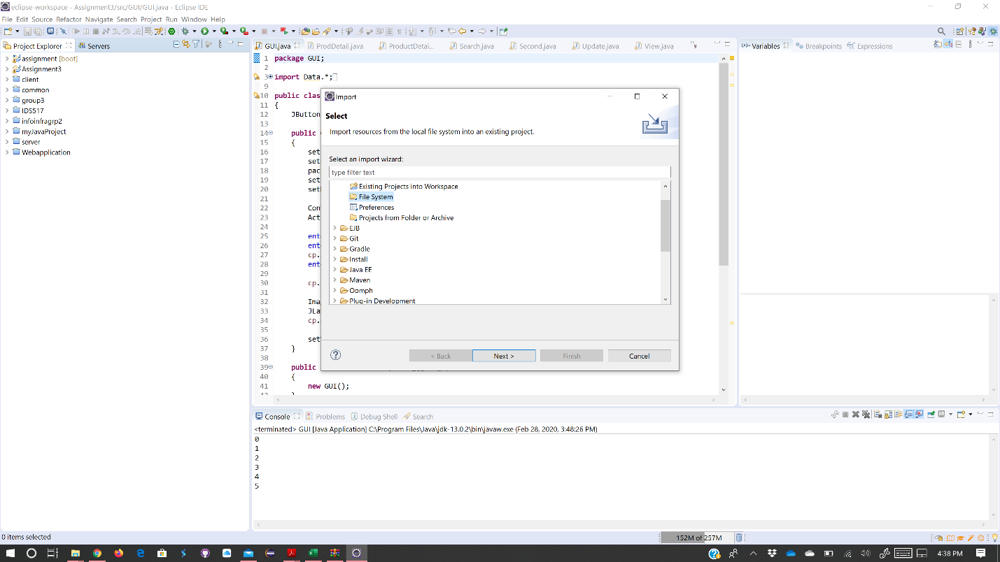 eclipse-workspace - Assignment3/src/GUI/GUI.java - Eclipse IDE
File Edit Source Refactor Navigate Search Project Run Window Help
Project Explorer Servers
assignment [boot]
Assignment3
client
common
group3
IDS517
infoinfragrp2
myJavaProject
server
Webapplication
GUI.java ProdDetail.java ProductDetai... Search.java Second.java Update.java View.java "9
1 package GUI;
2
3 import Data.*;
9
10 public clas
11 {
12 JButton
13
14 public
15 {
16 set
17 set
18 pac
19 set
20 set
21
22 Con
23 Act
24
25 ent
26 ent
27 cp.
28 ent
29
30 cp.
31
32 Ima
33 JLa
34 cp.
35
36 set
37 }
38
39 public
40 {
41 new GUI();
Import
Select
Import resources from the local file system into an existing project.
Select an import wizard:
type filter text
Existing Projects into Workspace
File System
Preferences
Projects from Folder or Archive
EJB
Git
Gradle
Install
Java EE
Maven
Oomph
Plug-in Development
< Back Next > Finish Cancel
Variables Breakpoints Expressions
Console Problems Debug Shell Search
<terminated> GUI [Java Application] C:\Program Files\Java\jdk-13.0.2\bin\javaw.exe (Feb 28, 2020, 3:48:26 PM)
0
1
2
3
4
5
0 items selected
152M of 257M
4:38 PM